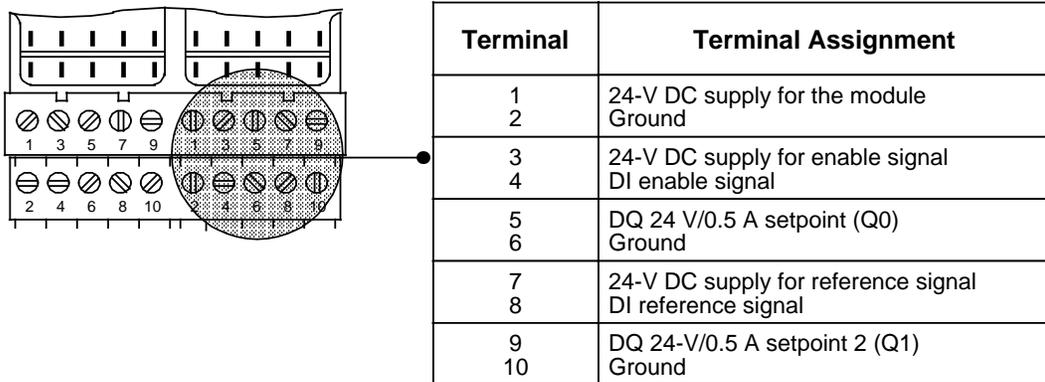 1 3 5 7 9 1 3 5 7 9
2 4 6 8 10 2 4 6 8 10
Terminal Terminal Assignment
1 24-V DC supply for the module
2 Ground
3 24-V DC supply for enable signal
4 DI enable signal
5 DQ 24 V/0.5 A setpoint (Q0)
6 Ground
7 24-V DC supply for reference signal
8 DI reference signal
9 DQ 24-V/0.5 A setpoint 2 (Q1)
10 Ground